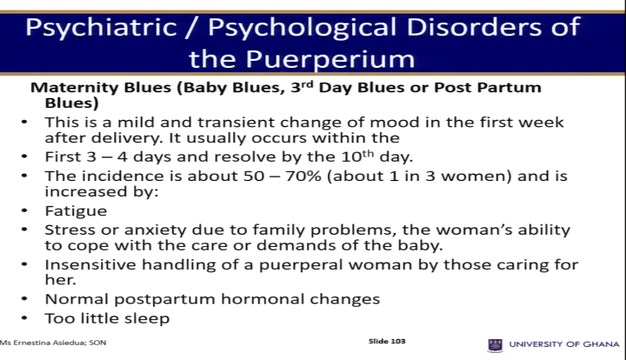 Psychiatric / Psychological Disorders of
the Puerperium
Maternity Blues (Baby Blues, 3rd Day Blues or Post Partum
Blues)
• This is a mild and transient change of mood in the first week
after delivery. It usually occurs within the
• First 3 – 4 days and resolve by the 10th day.
• The incidence is about 50 – 70% (about 1 in 3 women) and is
increased by:
• Fatigue
• Stress or anxiety due to family problems, the woman's ability
to cope with the care or demands of the baby.
• Insensitive handling of a puerperal woman by those caring for
her.
• Normal postpartum hormonal changes
• Too little sleep
Ms Ernestina Asiedua; SON
Slide 103
UNIVERSITY OF GHANA